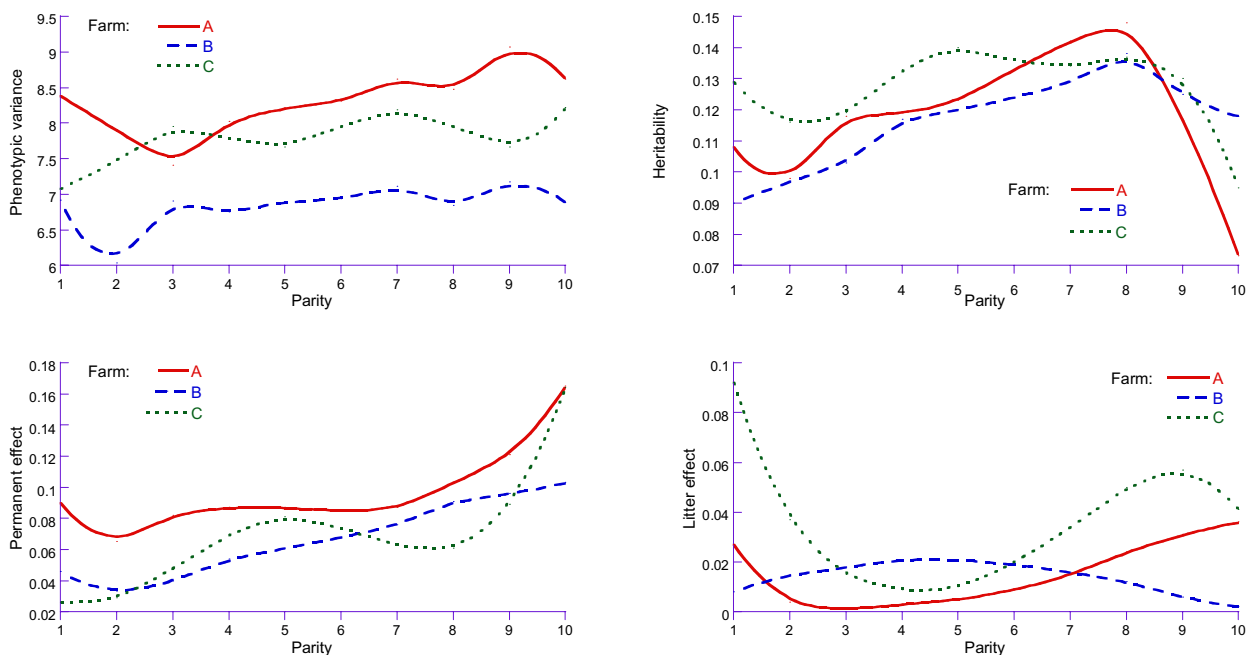 Phenotypic variance
9.5
9
8.5
8
7.5
7
6.5
6
Farm: A
B
C
1 2 3 4 5 6 7 8 9 10
Parity
Heritability
0.15
0.14
0.13
0.12
0.11
0.1
0.09
0.08
0.07
Farm: A
B
C
1 2 3 4 5 6 7 8 9 10
Parity
Permanent effect
0.18
0.16
0.14
0.12
0.1
0.08
0.06
0.04
0.02
Farm: A
B
C
1 2 3 4 5 6 7 8 9 10
Parity
Litter effect
0.1
0.08
0.06
0.04
0.02
0
Farm: A
B
C
1 2 3 4 5 6 7 8 9 10
Parity